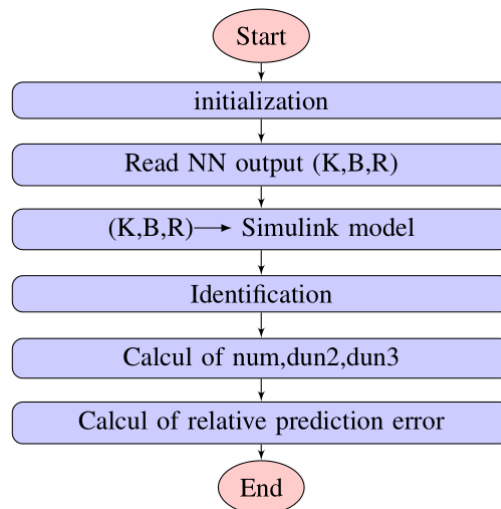 Start
initialization
Read NN output (K,B,R)
(K,B,R)→ Simulink model
Identification
Calcul of num,dun2,dun3
Calcul of relative prediction error
End